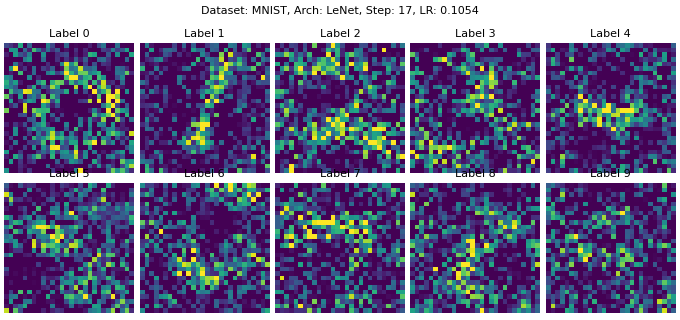 Dataset: MNIST, Arch: LeNet, Step: 17, LR: 0.1054
Label 0 Label 1 Label 2 Label 3 Label 4
Label 5 Label 6 Label 7 Label 8 Label 9